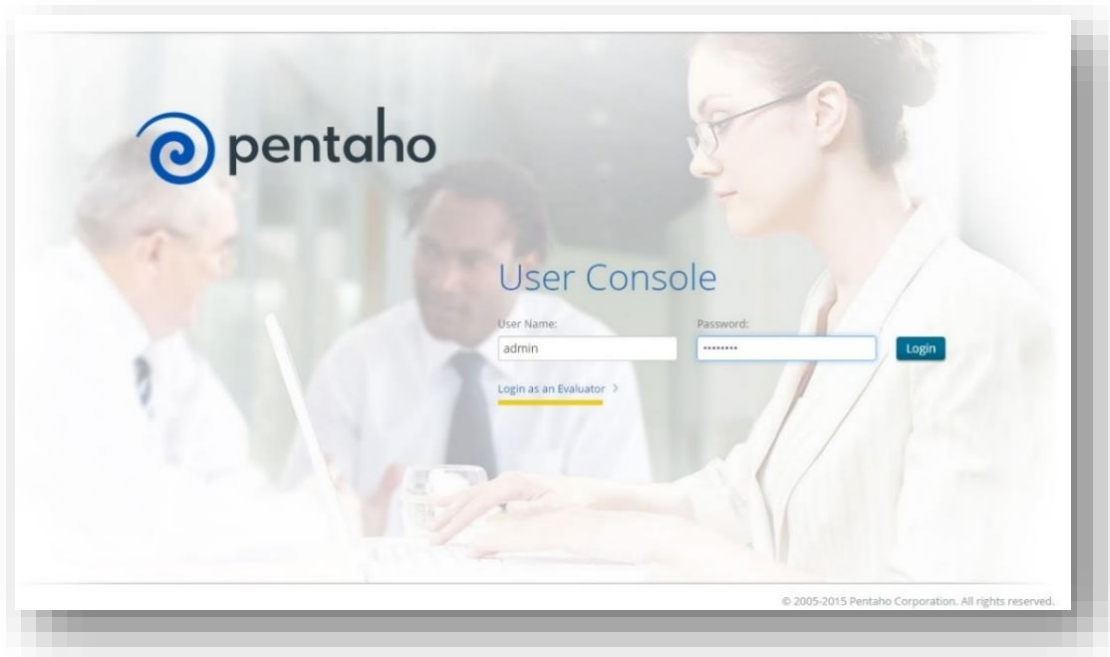 pentaho
User Console
User Name:
Password:
admin
••••••••
Login
Login as an Evaluator >
© 2005-2015 Pentaho Corporation. All rights reserved.